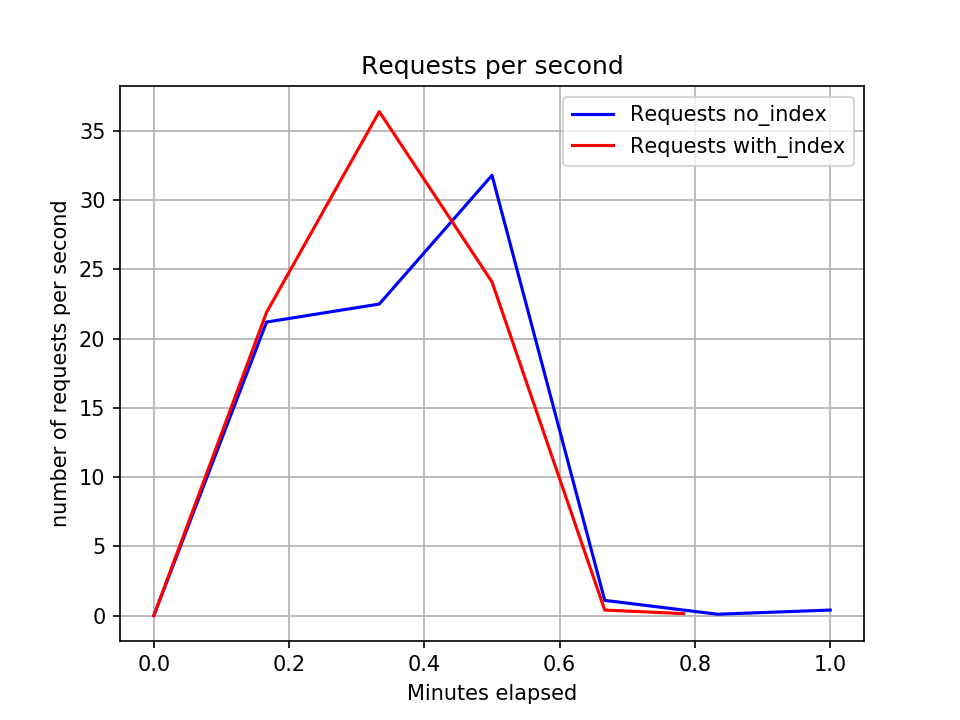 Requests per second
Requests no_index
Requests with_index
number of requests per second
35
30
25
20
15
10
5
0
0.0 0.2 0.4 0.6 0.8 1.0
Minutes elapsed